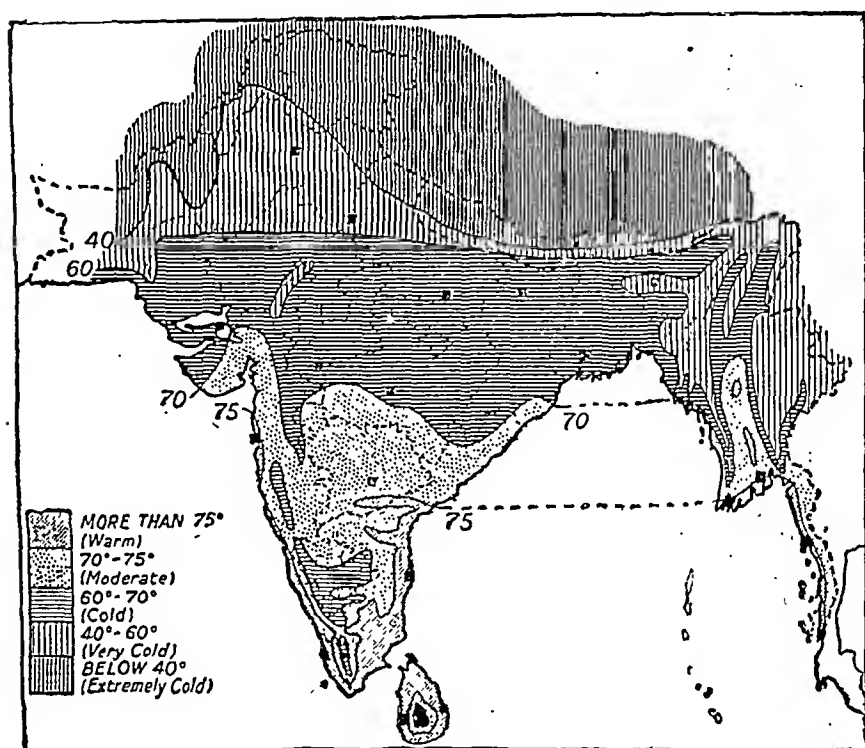 40
60
70
75
70
75
MORE THAN 75°
(Warm)
70°-75°
(Moderate)
60°-70°
(Cold)
40°-60°
(Very Cold)
BELOW 40°
(Extremely Cold)